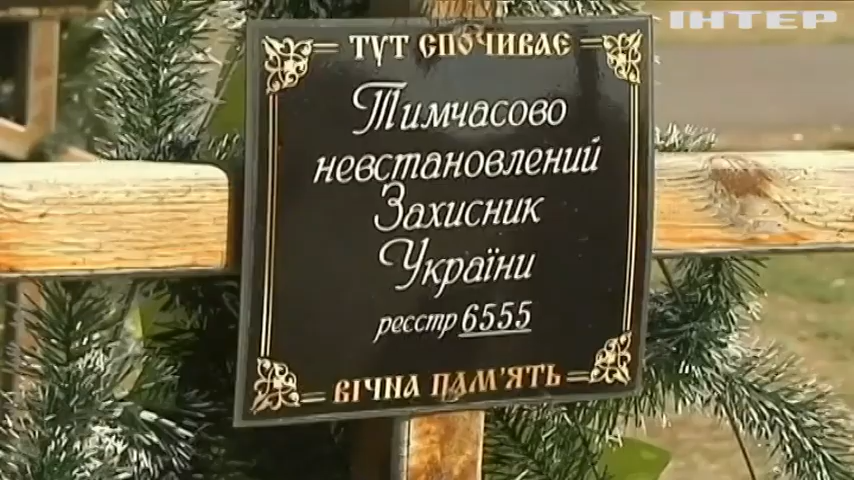 ІНТЕР
ТУТ СПОЧИВАЄ
Тимчасово
невстановлений
Захисник
України
реєстр 6555
ВІЧНА ПАМ'ЯТЬ